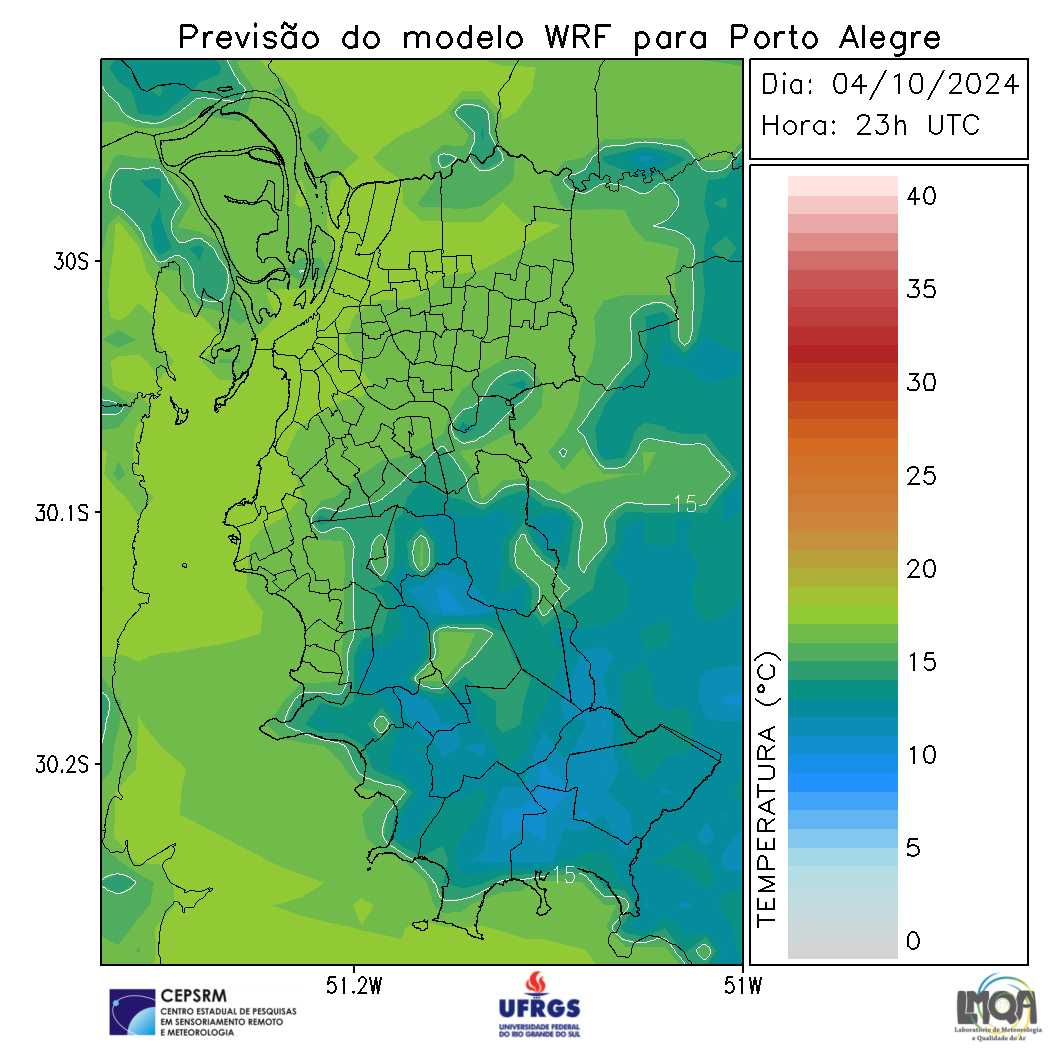 Previsão do modelo WRF para Porto Alegre
Dia: 04/10/2024
Hora: 23h UTC
40
35
30
25
20
15
10
5
0
TEMPERATURA (°C)
30S
30.1S
30.2S
51.2W
51W
15
15
CEPSRM
CENTRO ESTADUAL DE PESQUISAS
EM SENSORIAMENTO REMOTO
E METEOROLOGIA
UFRGS
UNIVERSIDADE FEDERAL
DO RIO GRANDE DO SUL
LMQA
Laboratório de Meteorologia
e Qualidade do Ar